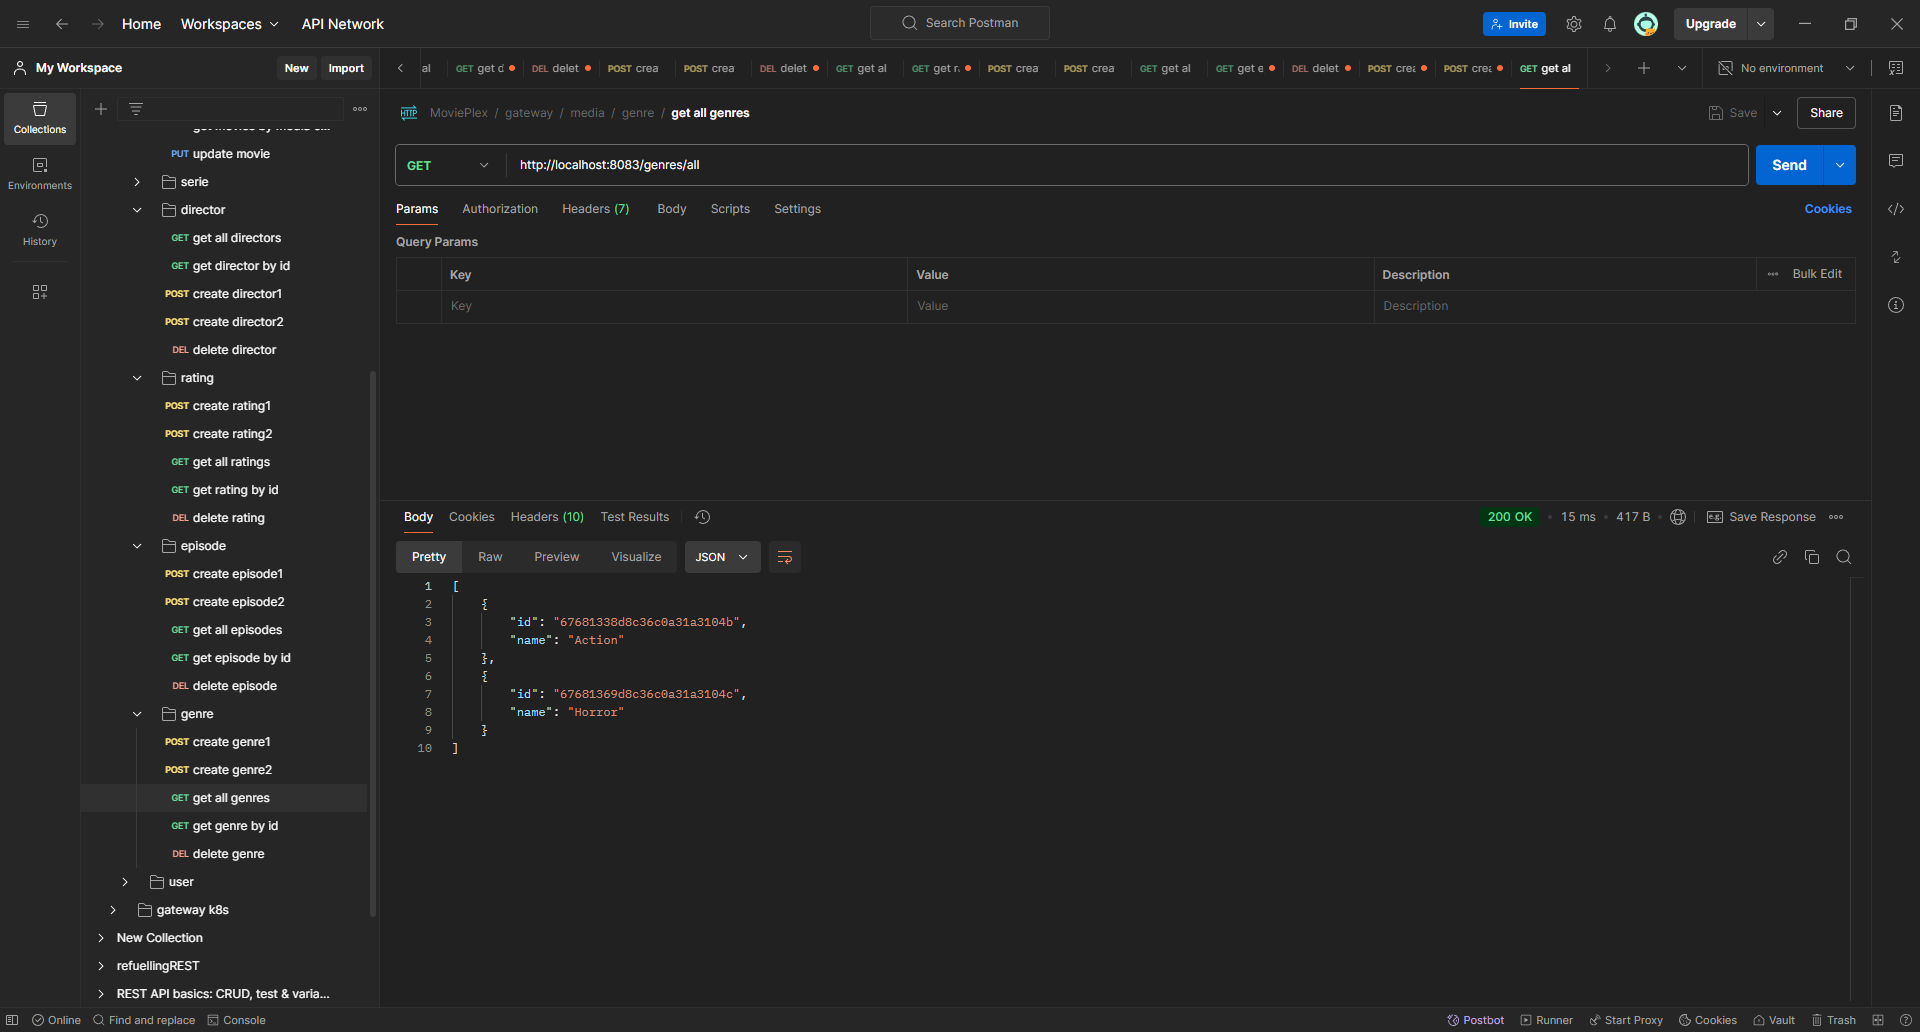 Home Workspaces API Network Search Postman Invite Upgrade
My Workspace New Import
al GET get d DEL delet POST crea POST crea DEL delet GET get al GET get r. POST crea POST crea GET get al GET get e DEL delet POST crea POST crea GET get al No environment
Collections
Environments
History
PUT update movie
serie
director
GET get all directors
GET get director by id
POST create director1
POST create director2
DEL delete director
rating
POST create rating1
POST create rating2
GET get all ratings
GET get rating by id
DEL delete rating
episode
POST create episode1
POST create episode2
GET get all episodes
GET get episode by id
DEL delete episode
genre
POST create genre1
POST create genre2
GET get all genres
GET get genre by id
DEL delete genre
user
gateway k8s
New Collection
refuellingREST
REST API basics: CRUD, test & varia...
HTTP MoviePlex / gateway / media / genre / get all genres Save Share
GET http://localhost:8083/genres/all Send
Params Authorization Headers (7) Body Scripts Settings Cookies
Query Params
Key Value Description Bulk Edit
Key Value Description
Body Cookies Headers (10) Test Results 200 OK • 15 ms • 417 B • e.g. Save Response
Pretty Raw Preview Visualize JSON
1 [
2 {
3 "id": "67681338d8c36c0a31a3104b",
4 "name": "Action"
5 },
6 {
7 "id": "67681369d8c36c0a31a3104c",
8 "name": "Horror"
9 }
10 ]
Online Find and replace Console Postbot Runner Start Proxy Cookies Vault Trash